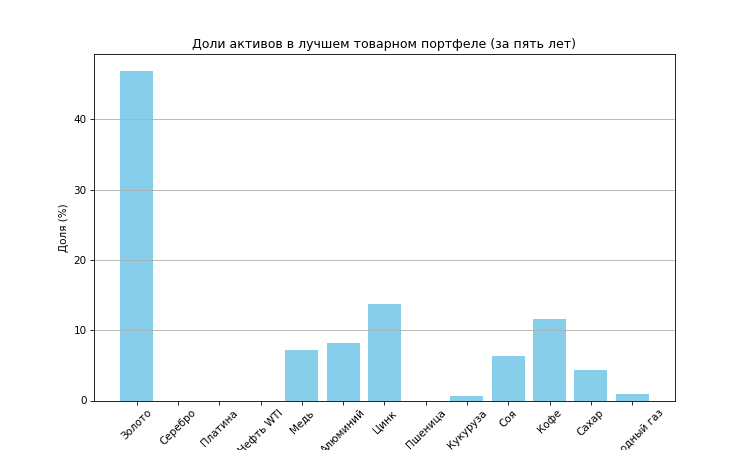 Доли активов в лучшем товарном портфеле (за пять лет)
Доля (%)
40
30
20
10
0
Золото
Серебро
Платина
Нефть WTI
Медь
Алюминий
Цинк
Пшеница
Кукуруза
Соя
Кофе
Сахар
одный газ